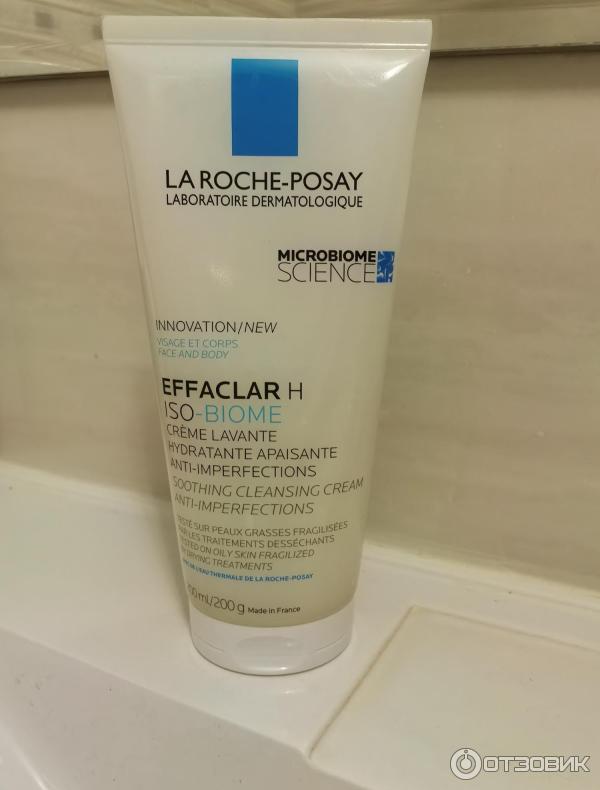 LA ROCHE-POSAY
LABORATOIRE DERMATOLOGIQUE
MICROBIOME
SCIENCE
INNOVATION/NEW
VISAGE ET CORPS
FACE AND BODY
EFFACLAR H
ISO-BIOME
CRÈME LAVANTE
HYDRATANTE APAISANTE
ANTI-IMPERFECTIONS
SOOTHING CLEANSING CREAM
ANTI-IMPERFECTIONS
TESTÉ SUR PEAUX GRASSES FRAGILISÉES
PAR LES TRAITEMENTS DESSÉCHANTS
TESTED ON OILY SKIN FRAGILIZED
BY DRYING TREATMENTS
DE L'EAU THERMALE DE LA ROCHE-POSAY
200 ml/200 g Made in France
ОТЗОВИК